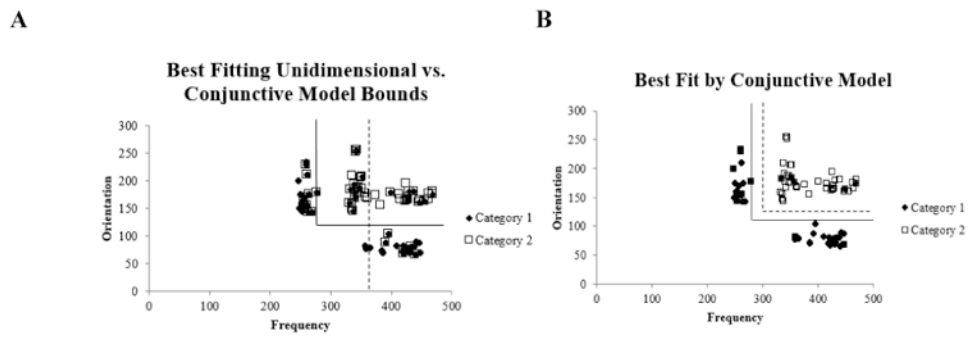 A
B
Best Fitting Unidimensional vs.
Conjunctive Model Bounds
300
250
200
150
100
50
0
Orientation
0
100
200
300
400
500
Frequency
Category 1
Category 2
Best Fit by Conjunctive Model
300
250
200
150
100
50
0
Orientation
0
100
200
300
400
500
Frequency
Category 1
Category 2